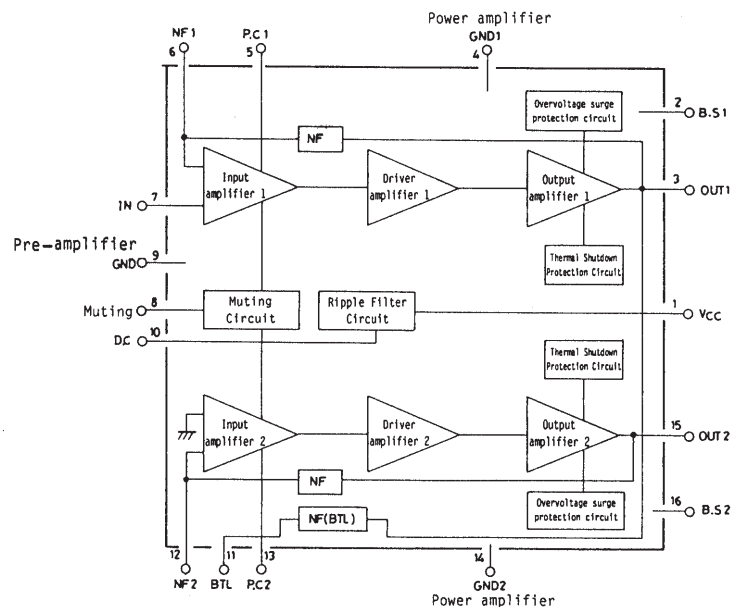 Power amplifier
NF1
P.C1
GND1
6
5
4
Overvoltage surge
protection circuit
2
B.S1
NF
Input
amplifier 1
Driver
amplifier 1
Output
amplifier 1
3
OUT1
7
IN
Pre-amplifier
9
GND
Thermal Shutdown
Protection Circuit
8
Muting
Muting
Circuit
Ripple Filter
Circuit
1
VCC
10
D.C
Thermal Shutdown
Protection Circuit
Input
amplifier 2
Driver
amplifier 2
Output
amplifier 2
15
OUT2
NF
Overvoltage surge
protection circuit
16
B.S2
NF(BTL)
12
11
13
14
NF2
BTL
P.C2
GND2
Power amplifier